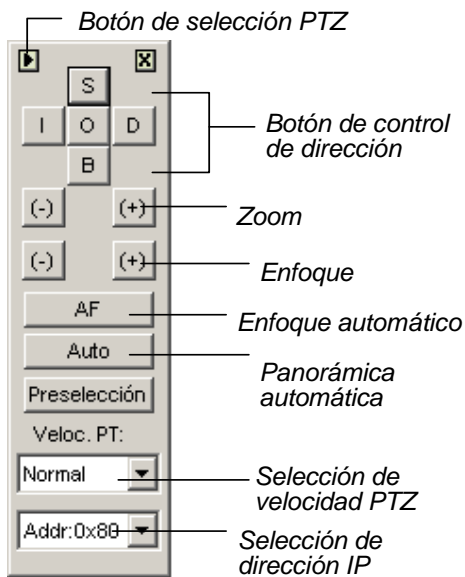 Botón de selección PTZ
S
I O D
B
Botón de control
de dirección
(-) (+)
Zoom
(-) (+)
Enfoque
AF
Enfoque automático
Auto
Panorámica
automática
Preselección
Veloc. PT:
Normal
Selección de
velocidad PTZ
Addr:0x80
Selección de
dirección IP